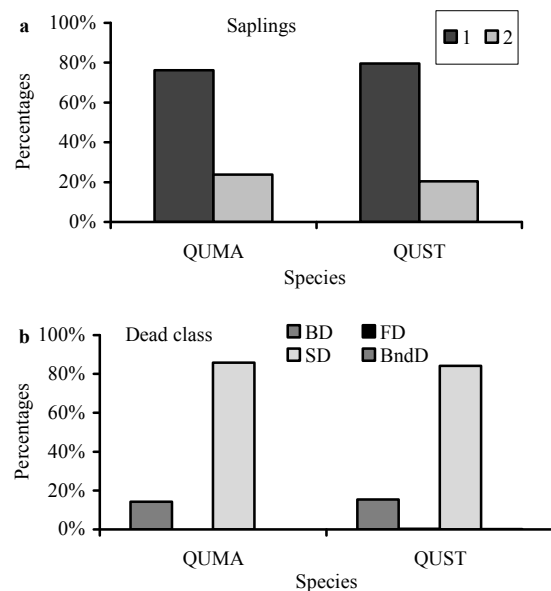 a
Saplings
1 2
100%
80%
60%
40%
20%
0%
Percentages
QUMA QUST
Species
b
Dead class
BD FD
SD BndD
100%
80%
60%
40%
20%
0%
Percentages
QUMA QUST
Species